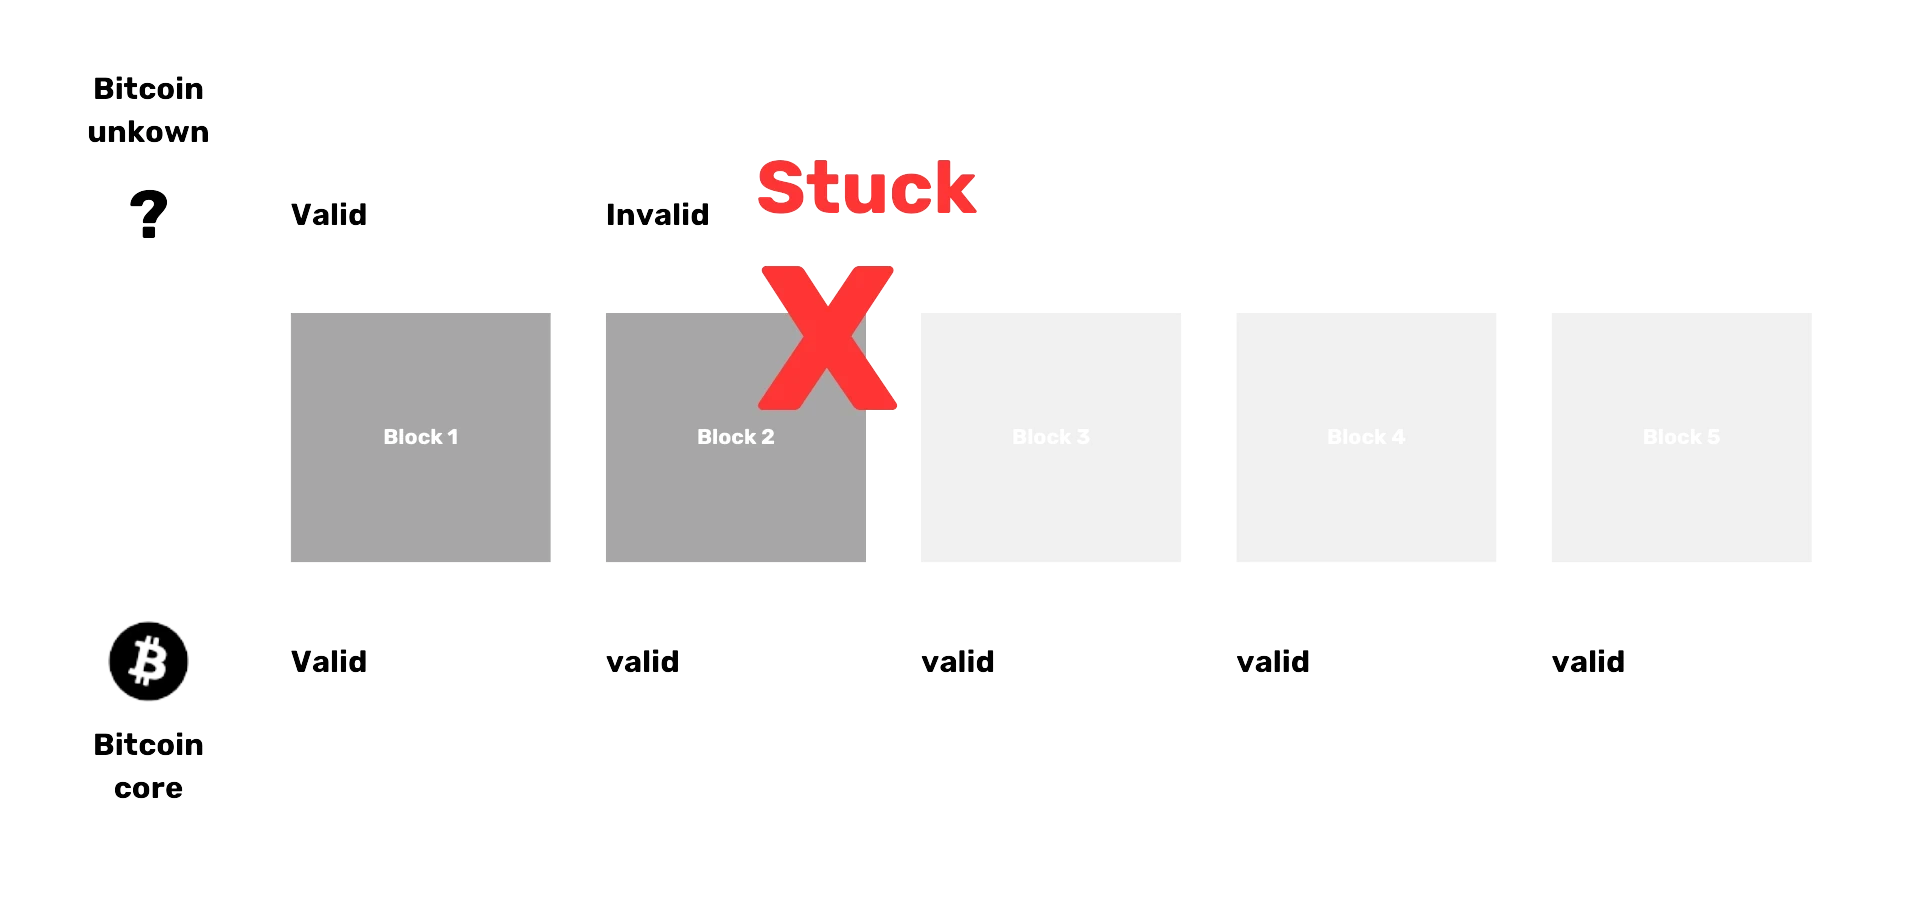 Bitcoin
unkown
?
Valid
Invalid
Stuck
X
Block 1
Block 2
Block 3
Block 4
Block 5
Valid
valid
valid
valid
valid
Bitcoin
core